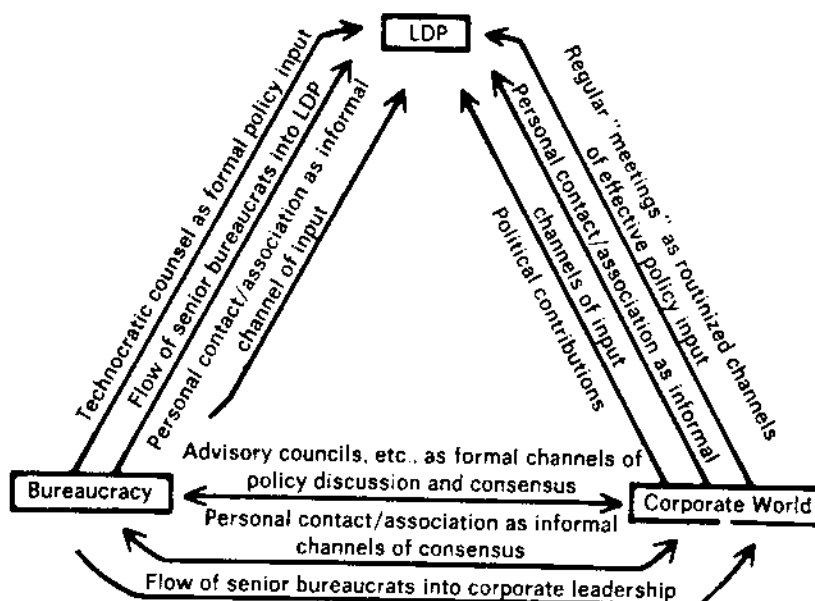 LDP
Technocratic counsel as formal policy input
Flow of senior bureaucrats into LDP
Personal contact/association as informal
channel of input
Regular "meetings" as routinized channels
of effective policy input
Personal contact/association as informal
channels of input
Political contributions
Advisory councils, etc., as formal channels of
policy discussion and consensus
Bureaucracy
Corporate World
Personal contact/association as informal
channels of consensus
Flow of senior bureaucrats into corporate leadership